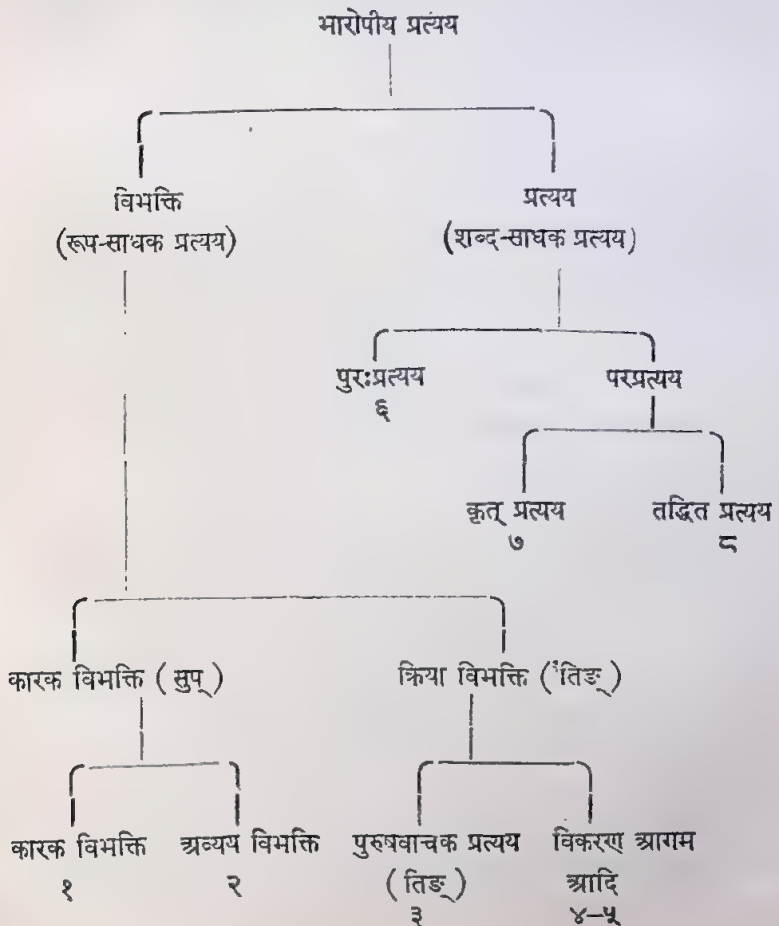 भारोपीय प्रत्यय
विभक्ति प्रत्यय
(रूप-साधक प्रत्यय) (शब्द-साधक प्रत्यय)
पुरःप्रत्यय परप्रत्यय
६
कृत् प्रत्यय तद्धित प्रत्यय
७ ८
कारक विभक्ति (सुप्) क्रिया विभक्ति (तिङ्)
कारक विभक्ति अव्यय विभक्ति पुरुषवाचक प्रत्यय विकरण आगम
१ २ (तिङ्) आदि
३ ४–५